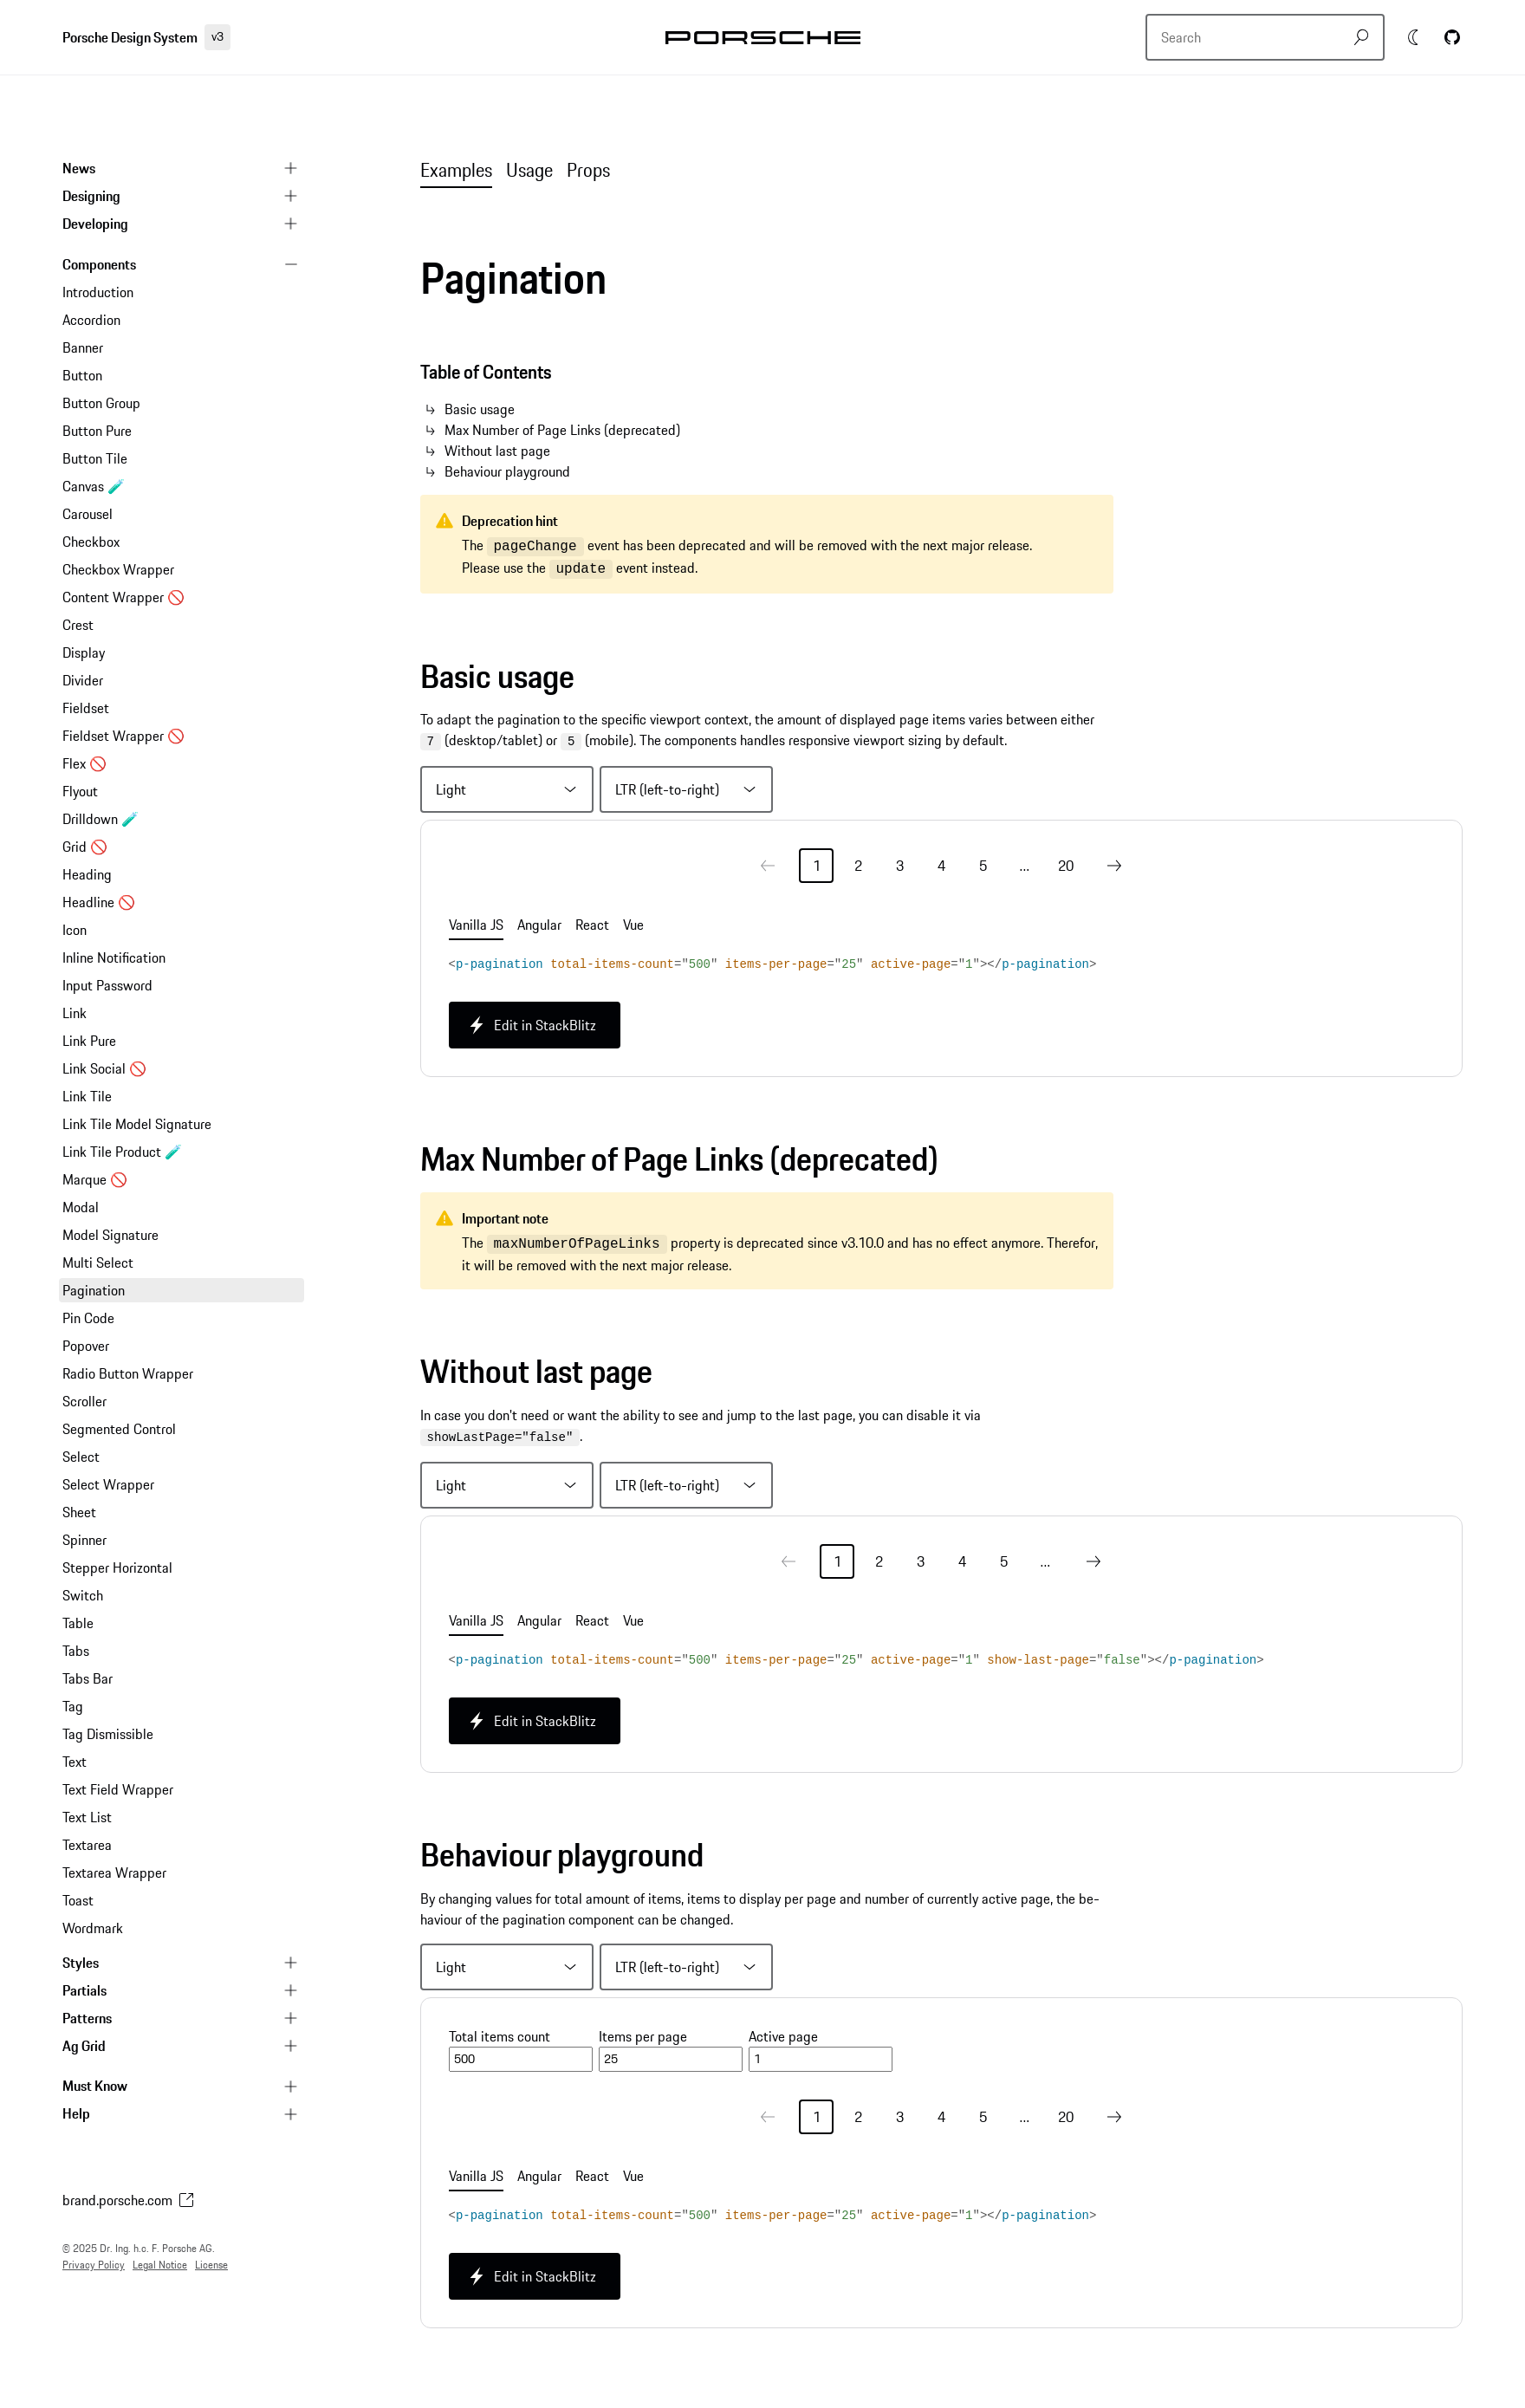 Porsche Design System v3
PORSCHE
Search
News
Designing
Developing
Components
Introduction
Accordion
Banner
Button
Button Group
Button Pure
Button Tile
Canvas 🧪
Carousel
Checkbox
Checkbox Wrapper
Content Wrapper 🚫
Crest
Display
Divider
Fieldset
Fieldset Wrapper 🚫
Flex 🚫
Flyout
Drilldown 🧪
Grid 🚫
Heading
Headline 🚫
Icon
Inline Notification
Input Password
Link
Link Pure
Link Social 🚫
Link Tile
Link Tile Model Signature
Link Tile Product 🧪
Marque 🚫
Modal
Model Signature
Multi Select
Pagination
Pin Code
Popover
Radio Button Wrapper
Scroller
Segmented Control
Select
Select Wrapper
Sheet
Spinner
Stepper Horizontal
Switch
Table
Tabs
Tabs Bar
Tag
Tag Dismissible
Text
Text Field Wrapper
Text List
Textarea
Textarea Wrapper
Toast
Wordmark
Styles
Partials
Patterns
Ag Grid
Must Know
Help
brand.porsche.com
© 2025 Dr. Ing. h.c. F. Porsche AG.
Privacy Policy Legal Notice License
Examples Usage Props
Pagination
Table of Contents
↳ Basic usage
↳ Max Number of Page Links (deprecated)
↳ Without last page
↳ Behaviour playground
Deprecation hint
The pageChange event has been deprecated and will be removed with the next major release.
Please use the update event instead.
Basic usage
To adapt the pagination to the specific viewport context, the amount of displayed page items varies between either
7 (desktop/tablet) or 5 (mobile). The components handles responsive viewport sizing by default.
Light LTR (left-to-right)
1 2 3 4 5 ... 20
Vanilla JS Angular React Vue
<p-pagination total-items-count="500" items-per-page="25" active-page="1"></p-pagination>
Edit in StackBlitz
Max Number of Page Links (deprecated)
Important note
The maxNumberOfPageLinks property is deprecated since v3.10.0 and has no effect anymore. Therefor,
it will be removed with the next major release.
Without last page
In case you don't need or want the ability to see and jump to the last page, you can disable it via
showLastPage="false" .
Light LTR (left-to-right)
1 2 3 4 5 ...
Vanilla JS Angular React Vue
<p-pagination total-items-count="500" items-per-page="25" active-page="1" show-last-page="false"></p-pagination>
Edit in StackBlitz
Behaviour playground
By changing values for total amount of items, items to display per page and number of currently active page, the be-
haviour of the pagination component can be changed.
Light LTR (left-to-right)
Total items count Items per page Active page
500 25 1
1 2 3 4 5 ... 20
Vanilla JS Angular React Vue
<p-pagination total-items-count="500" items-per-page="25" active-page="1"></p-pagination>
Edit in StackBlitz